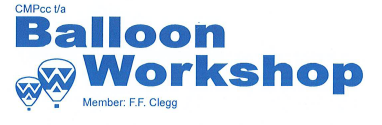 CMPcc t/a
Balloon
Workshop
Member: F.F. Clegg